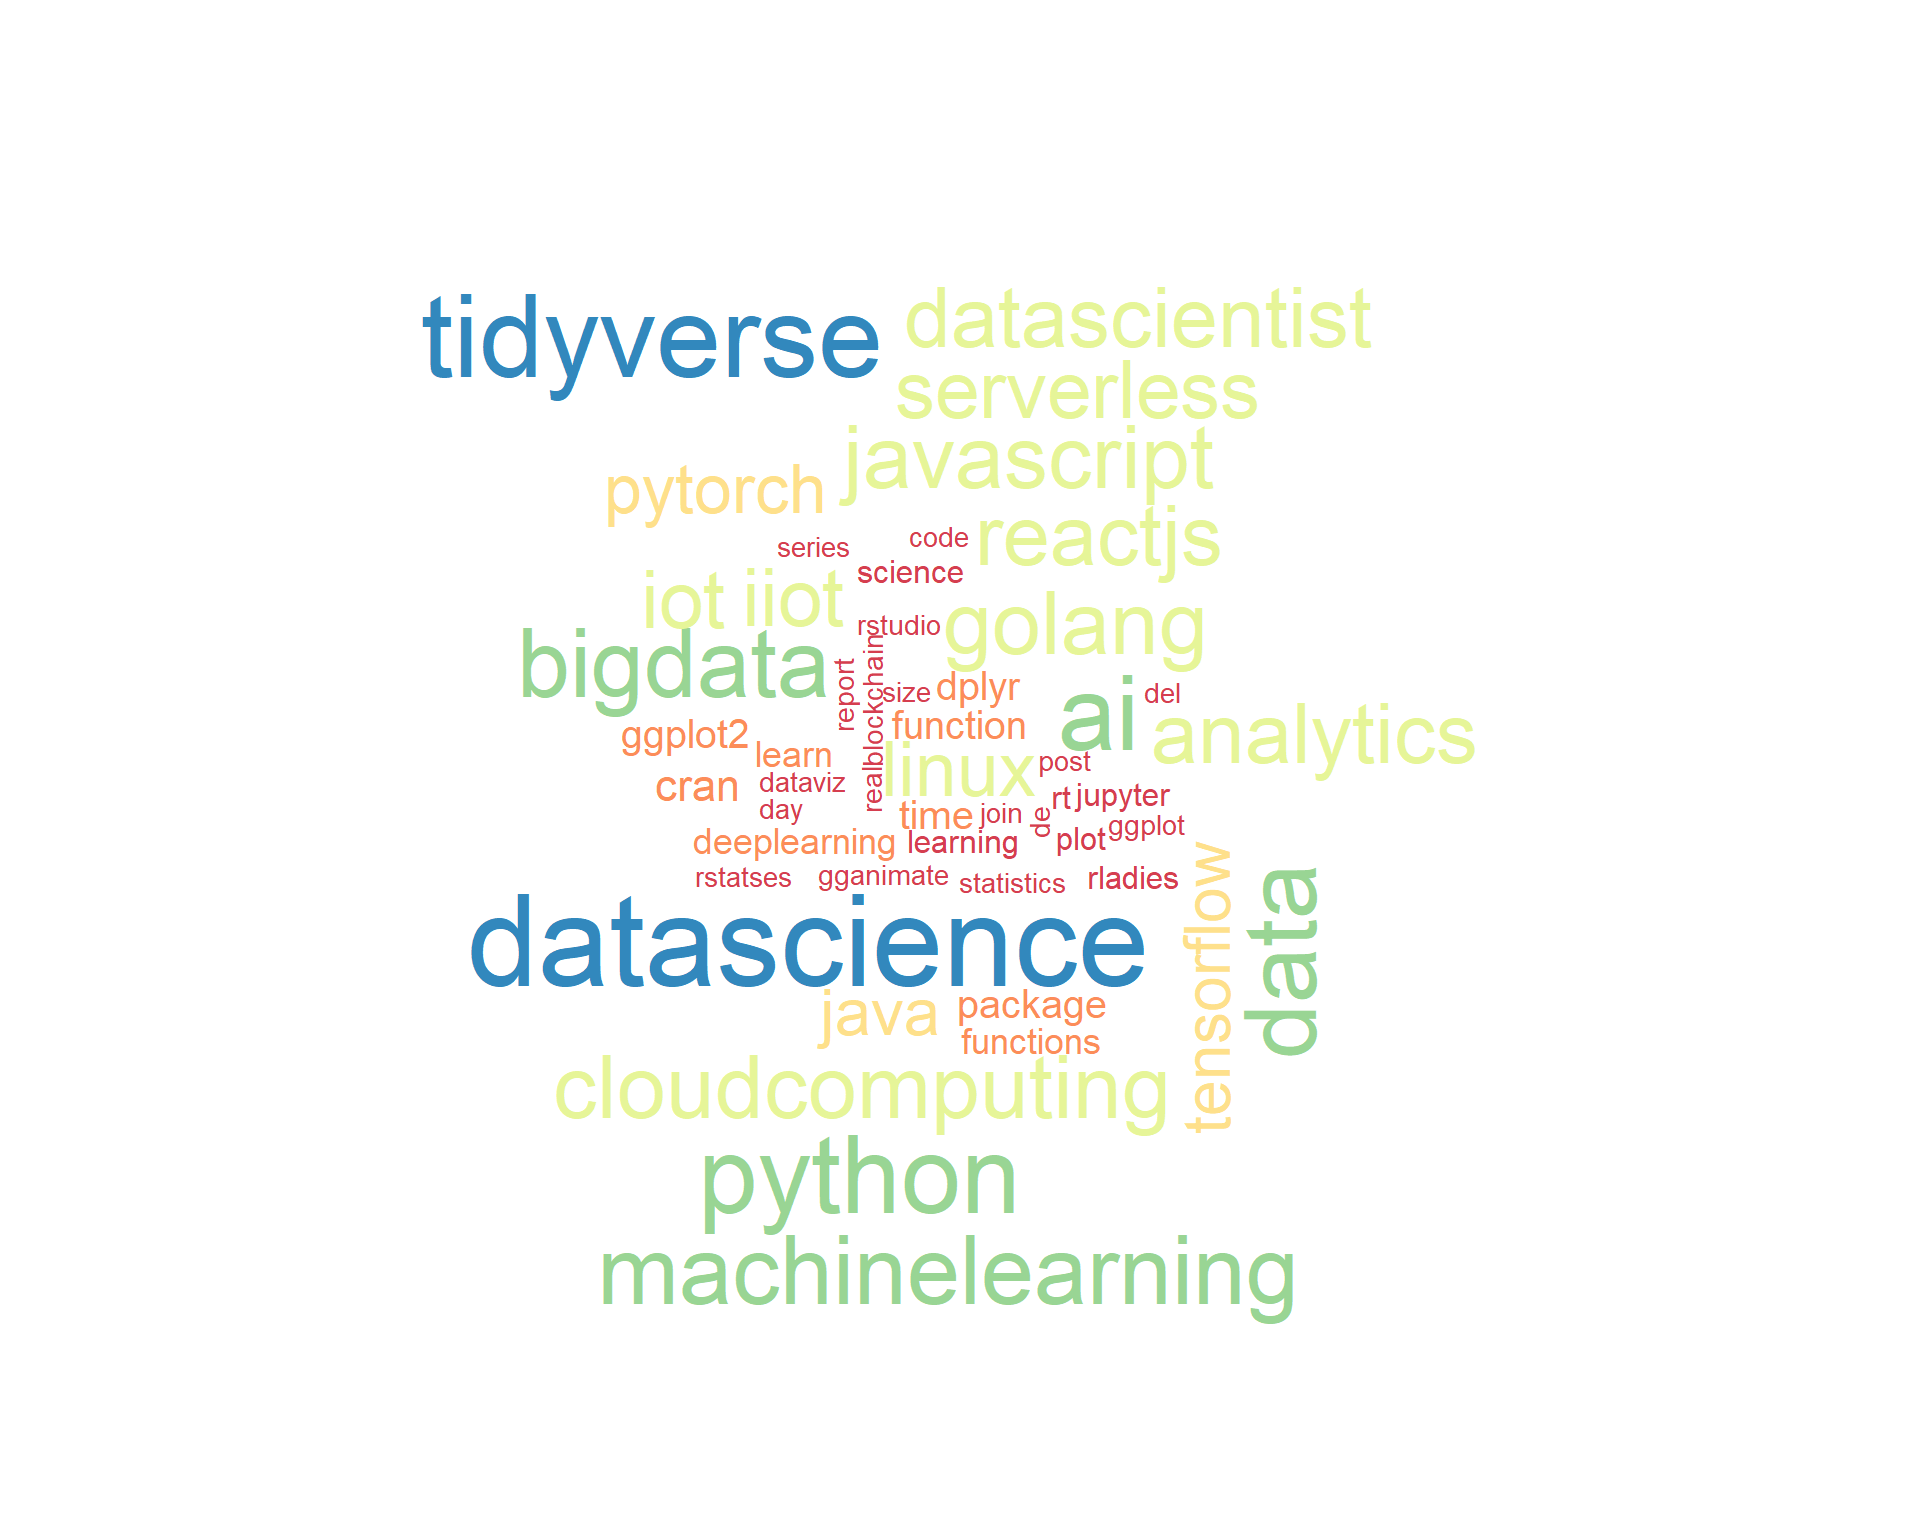 tidyverse
datascientist
serverless
javascript
pytorch
reactjs
code
series
science
iot
iiot
golang
rstudio
bigdata
report
realblockchain
size
dplyr
ai
del
function
analytics
ggplot2
learn
linux
post
cran
dataviz
day
time
join
de
rt
jupyter
ggplot
deeplearning
learning
plot
rstatses
gganimate
statistics
rladies
tensorflow
data
datascience
java
package
functions
cloudcomputing
python
machinelearning